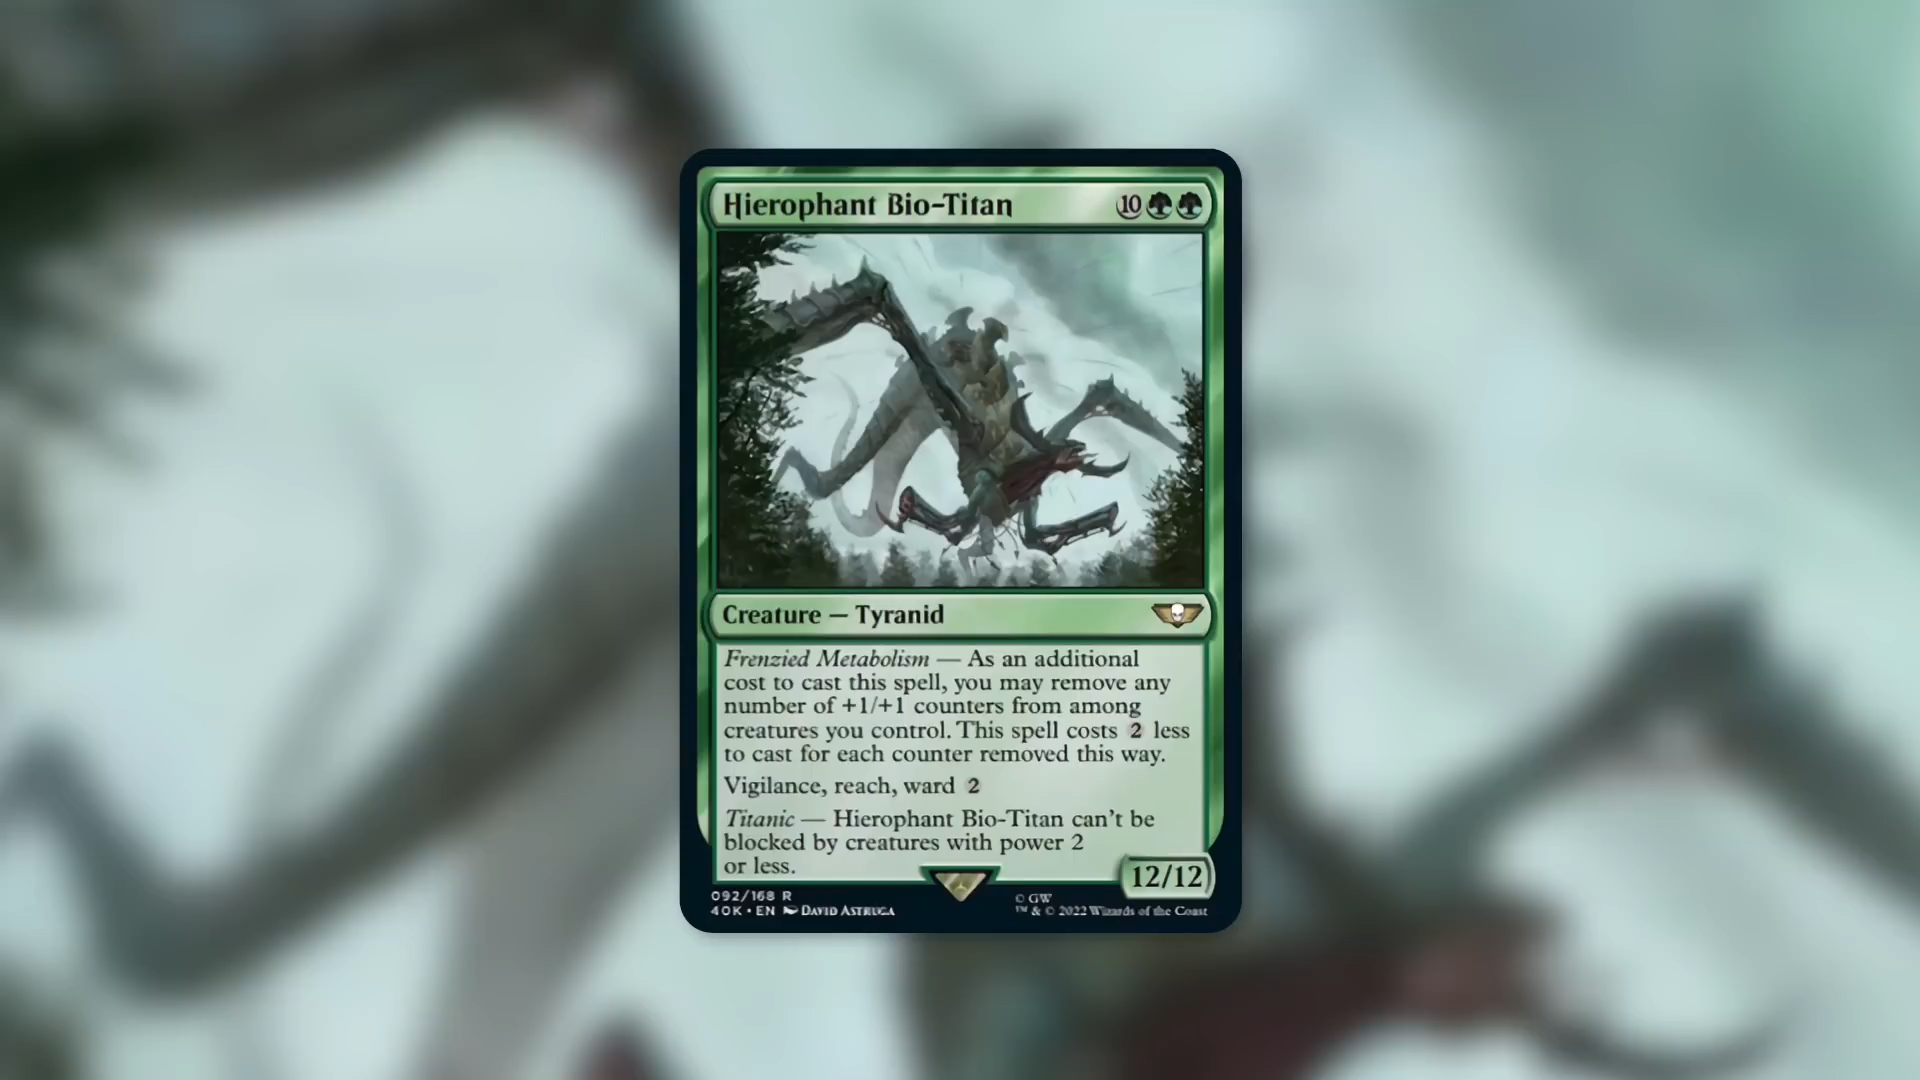 Hierophant Bio-Titan 10
Creature — Tyranid
Frenzied Metabolism — As an additional
cost to cast this spell, you may remove any
number of +1/+1 counters from among
creatures you control. This spell costs 2 less
to cast for each counter removed this way.
Vigilance, reach, ward 2
Titanic — Hierophant Bio-Titan can't be
blocked by creatures with power 2
or less.
12/12
092/168 R
40K • EN DAVID ASTRUGA
© GW
™ & © 2022 Wizards of the Coast